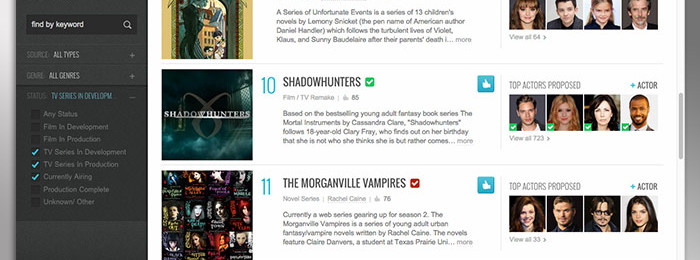 find by keyword
SOURCE: ALL TYPES +
GENRE: ALL GENRES +
STATUS: TV SERIES IN DEVELOPM... –
Any Status
Film In Development
Film In Production
TV Series In Development
TV Series In Production
Currently Airing
Production Complete
Unknown/ Other
A Series of Unfortunate Events is a series of 13 children's
novels by Lemony Snicket (the pen name of American author
Daniel Handler) which follows the turbulent lives of Violet,
Klaus, and Sunny Baudelaire after their parents' death i… more
View all 64 >
SHADOWHUNTERS
10 SHADOWHUNTERS
Film / TV Remake | 85
Based on the bestselling young adult fantasy book series The
Mortal Instruments by Cassandra Clare, "Shadowhunters"
follows 18-year-old Clary Fray, who finds out on her birthday
that she is not who she thinks she is but rather comes... more
TOP ACTORS PROPOSED + ACTOR
View all 723 >
11 THE MORGANVILLE VAMPIRES
Novel Series | Rachel Caine | 76
Currently a web series gearing up for season 2. The
Morganville Vampires is a series of young adult urban
fantasy/vampire novels written by Rachel Caine. The novels
feature Claire Danvers, a student at Texas Prairie Uni… more
TOP ACTORS PROPOSED + ACTOR
View all 33 >